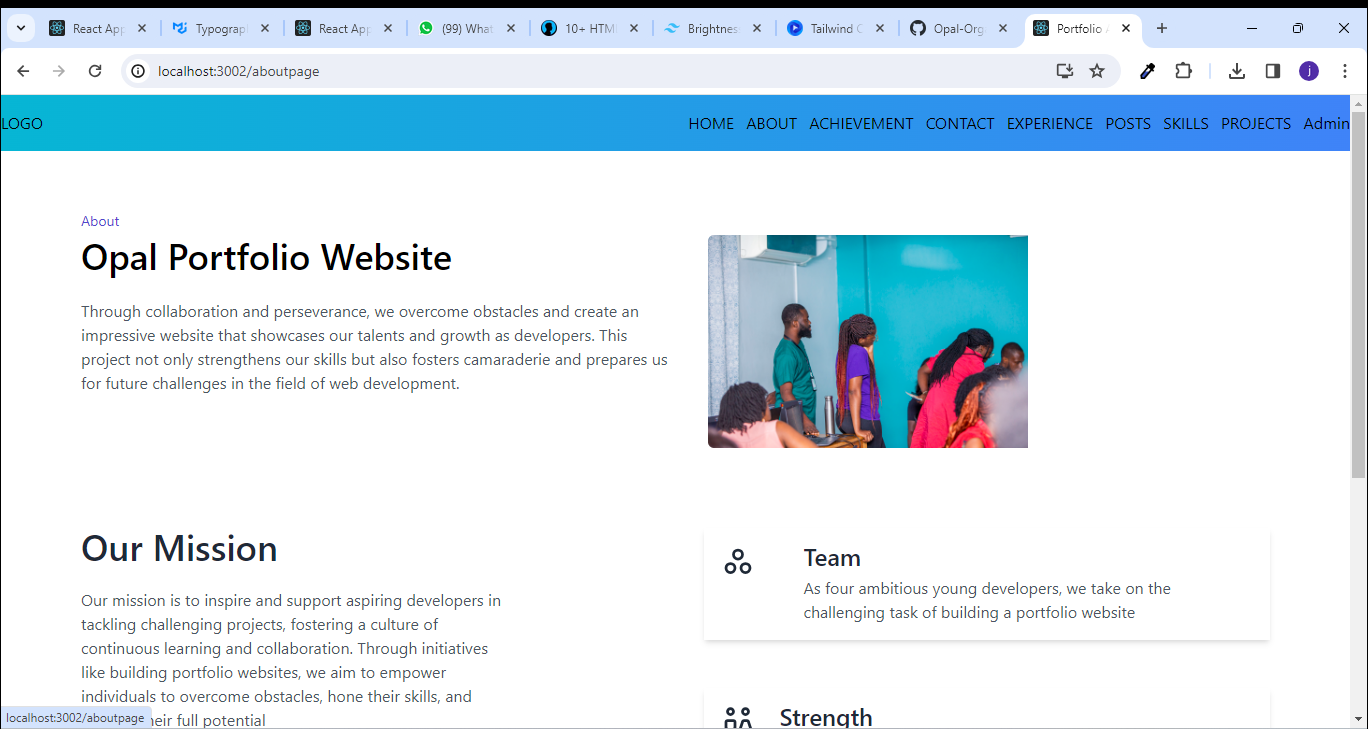 React App
Typograp
React App
(99) What
10+ HTM
Brightnes
Tailwind C
Opal-Org
Portfolio A
localhost:3002/aboutpage
j
LOGO
HOME ABOUT ACHIEVEMENT CONTACT EXPERIENCE POSTS SKILLS PROJECTS Admin
About
Opal Portfolio Website
Through collaboration and perseverance, we overcome obstacles and create an
impressive website that showcases our talents and growth as developers. This
project not only strengthens our skills but also fosters camaraderie and prepares us
for future challenges in the field of web development.
Our Mission
Our mission is to inspire and support aspiring developers in
tackling challenging projects, fostering a culture of
continuous learning and collaboration. Through initiatives
like building portfolio websites, we aim to empower
individuals to overcome obstacles, hone their skills, and
heir full potential
Team
As four ambitious young developers, we take on the
challenging task of building a portfolio website
Strength
localhost:3002/aboutpage